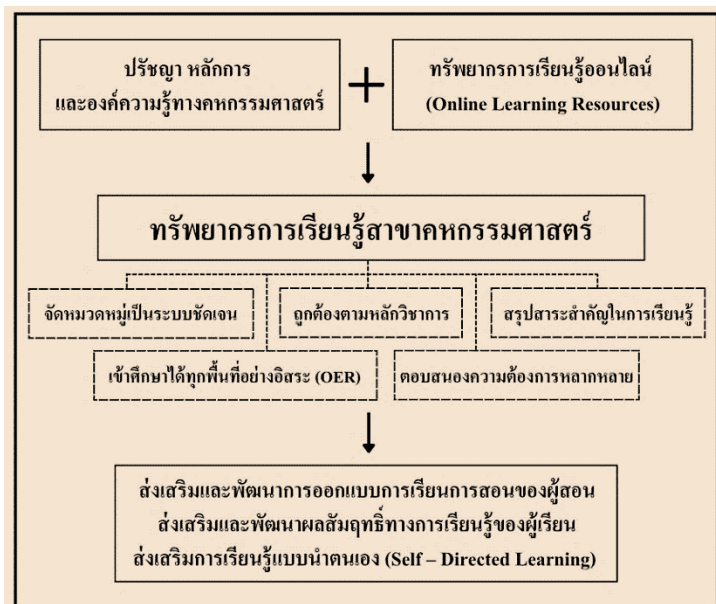 ปรัชญา หลักการ
และองค์ความรู้ทางคหกรรมศาสตร์
+
ทรัพยากรการเรียนรู้ออนไลน์
(Online Learning Resources)
ทรัพยากรการเรียนรู้สาขาคหกรรมศาสตร์
จัดหมวดหมู่เป็นระบบชัดเจน
ถูกต้องตามหลักวิชาการ
สรุปสาระสำคัญในการเรียนรู้
เข้าศึกษาได้ทุกพื้นที่อย่างอิสระ (OER)
ตอบสนองความต้องการหลากหลาย
ส่งเสริมและพัฒนาการออกแบบการเรียนการสอนของผู้สอน
ส่งเสริมและพัฒนาผลสัมฤทธิ์ทางการเรียนรู้ของผู้เรียน
ส่งเสริมการเรียนรู้แบบนำตนเอง (Self – Directed Learning)